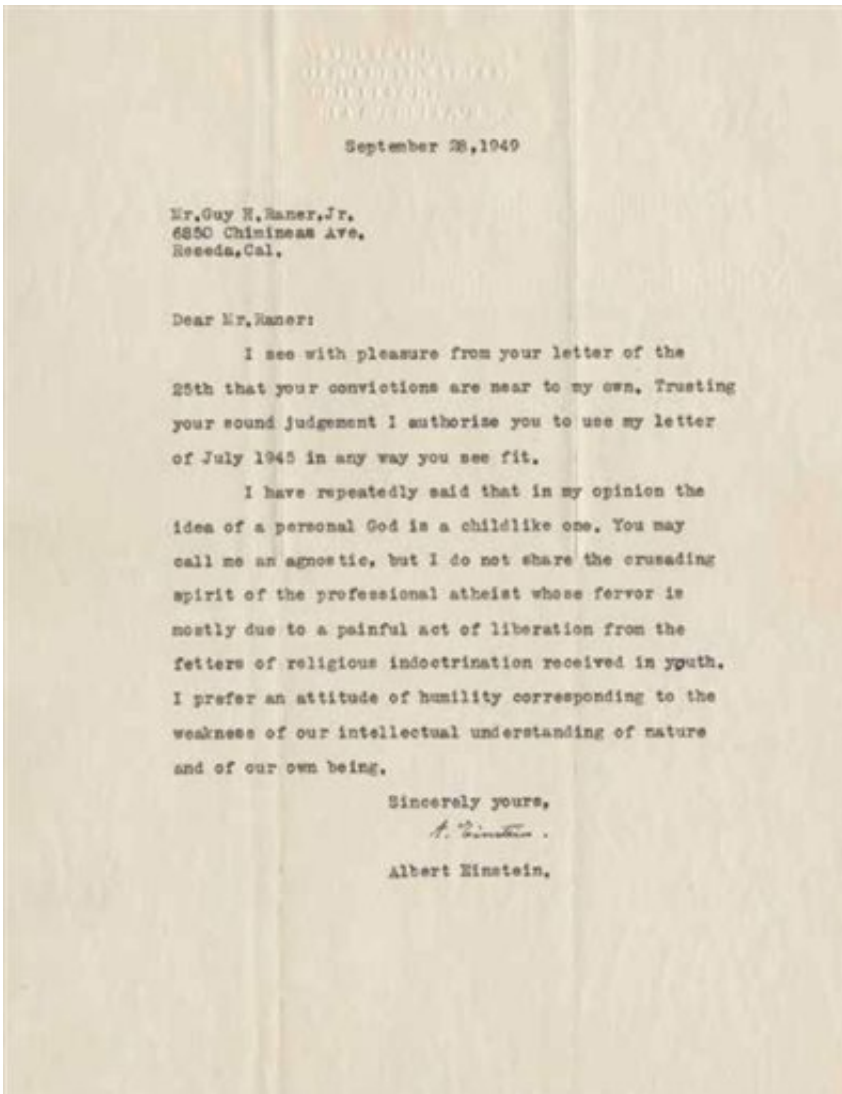 PRINCETON,
NEW JERSEY, U.S.A.
September 28,1949
Mr.Guy H.Raner,Jr.
6850 Chimineas Ave.
Reseda,Cal.
Dear Mr.Raner:
I see with pleasure from your letter of the
25th that your convictions are near to my own. Trusting
your sound judgement I authorize you to use my letter
of July 1945 in any way you see fit.
I have repeatedly said that in my opinion the
idea of a personal God is a childlike one. You may
call me an agnostic, but I do not share the crusading
spirit of the professional atheist whose fervor is
mostly due to a painful act of liberation from the
fetters of religious indoctrination received in youth.
I prefer an attitude of humility corresponding to the
weakness of our intellectual understanding of nature
and of our own being.
Sincerely yours,
A. Einstein.
Albert Einstein.